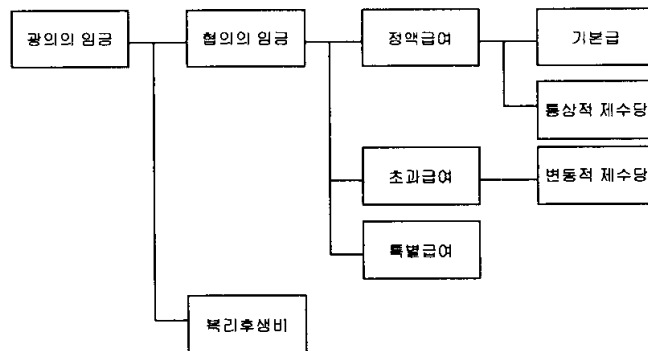 광의의 임금
협의의 임금
정액급여
기본급
통상적 제수당
초과급여
변동적 제수당
특별급여
복리후생비